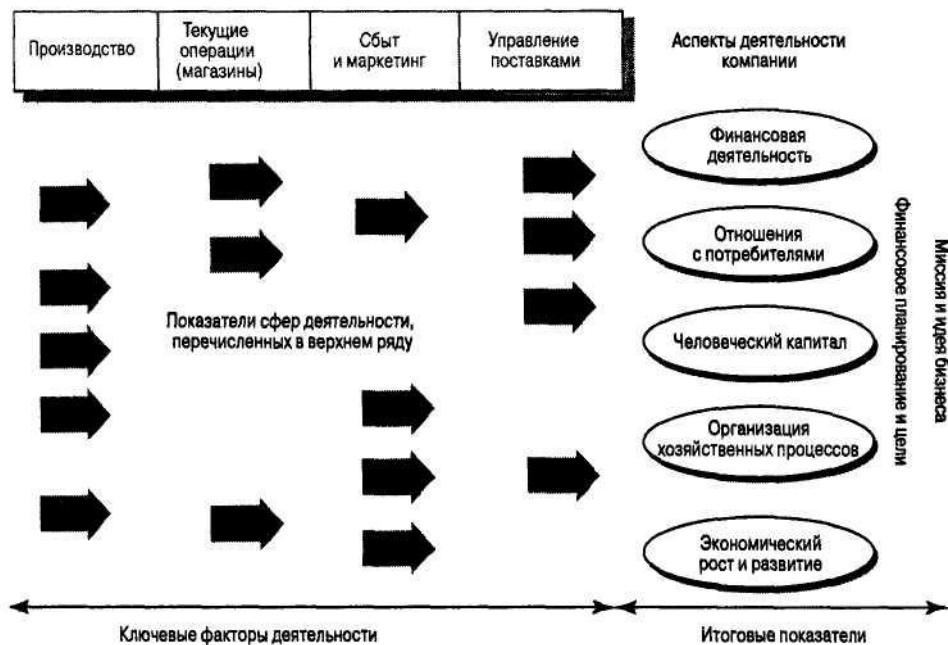 Производство
Текущие
операции
(магазины)
Сбыт
и маркетинг
Управление
поставками
Аспекты деятельности
компании
Финансовая
деятельность
Отношения
с потребителями
Человеческий капитал
Организация
хозяйственных процессов
Экономический
рост и развитие
Показатели сфер деятельности,
перечисленных в верхнем ряду
Финансовое планирование и цели
Миссия и идея бизнеса
Ключевые факторы деятельности
Итоговые показатели